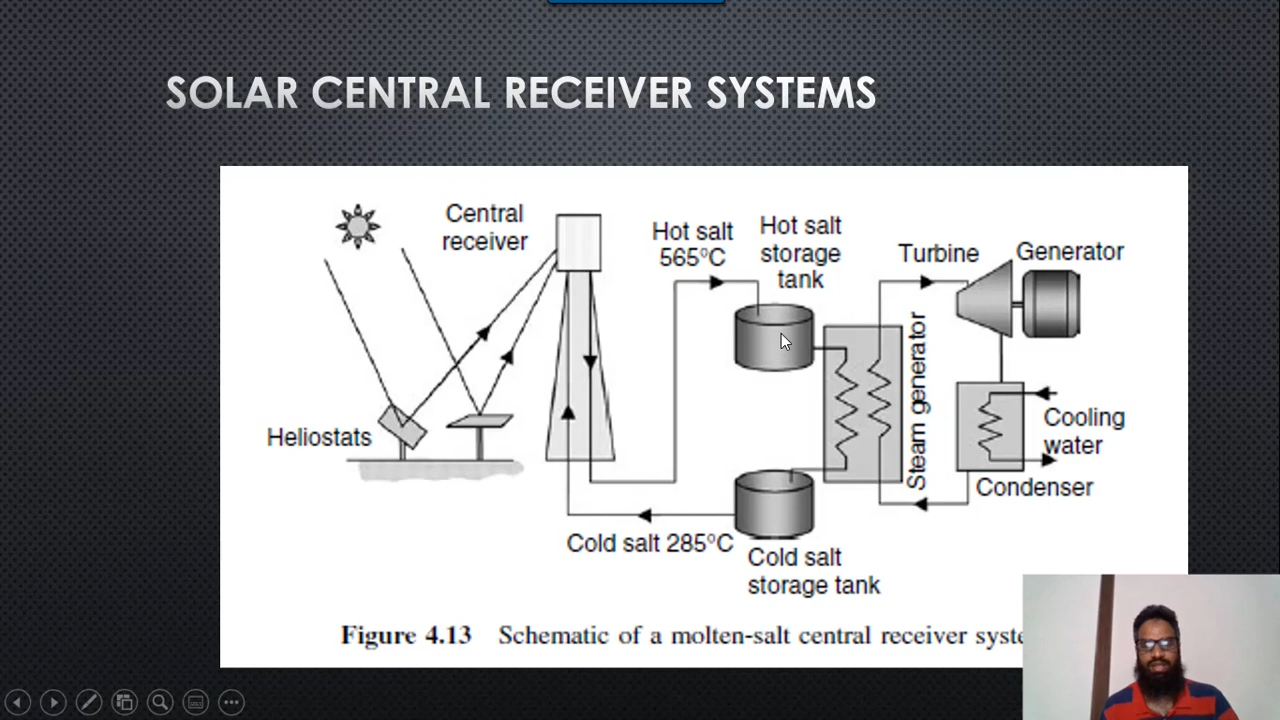 SOLAR CENTRAL RECEIVER SYSTEMS
Central
receiver
Hot salt
565°C
Hot salt
storage
tank
Turbine
Generator
Heliostats
Steam generator
Cooling
water
Condenser
Cold salt 285°C
Cold salt
storage tank
Figure 4.13 Schematic of a molten-salt central receiver